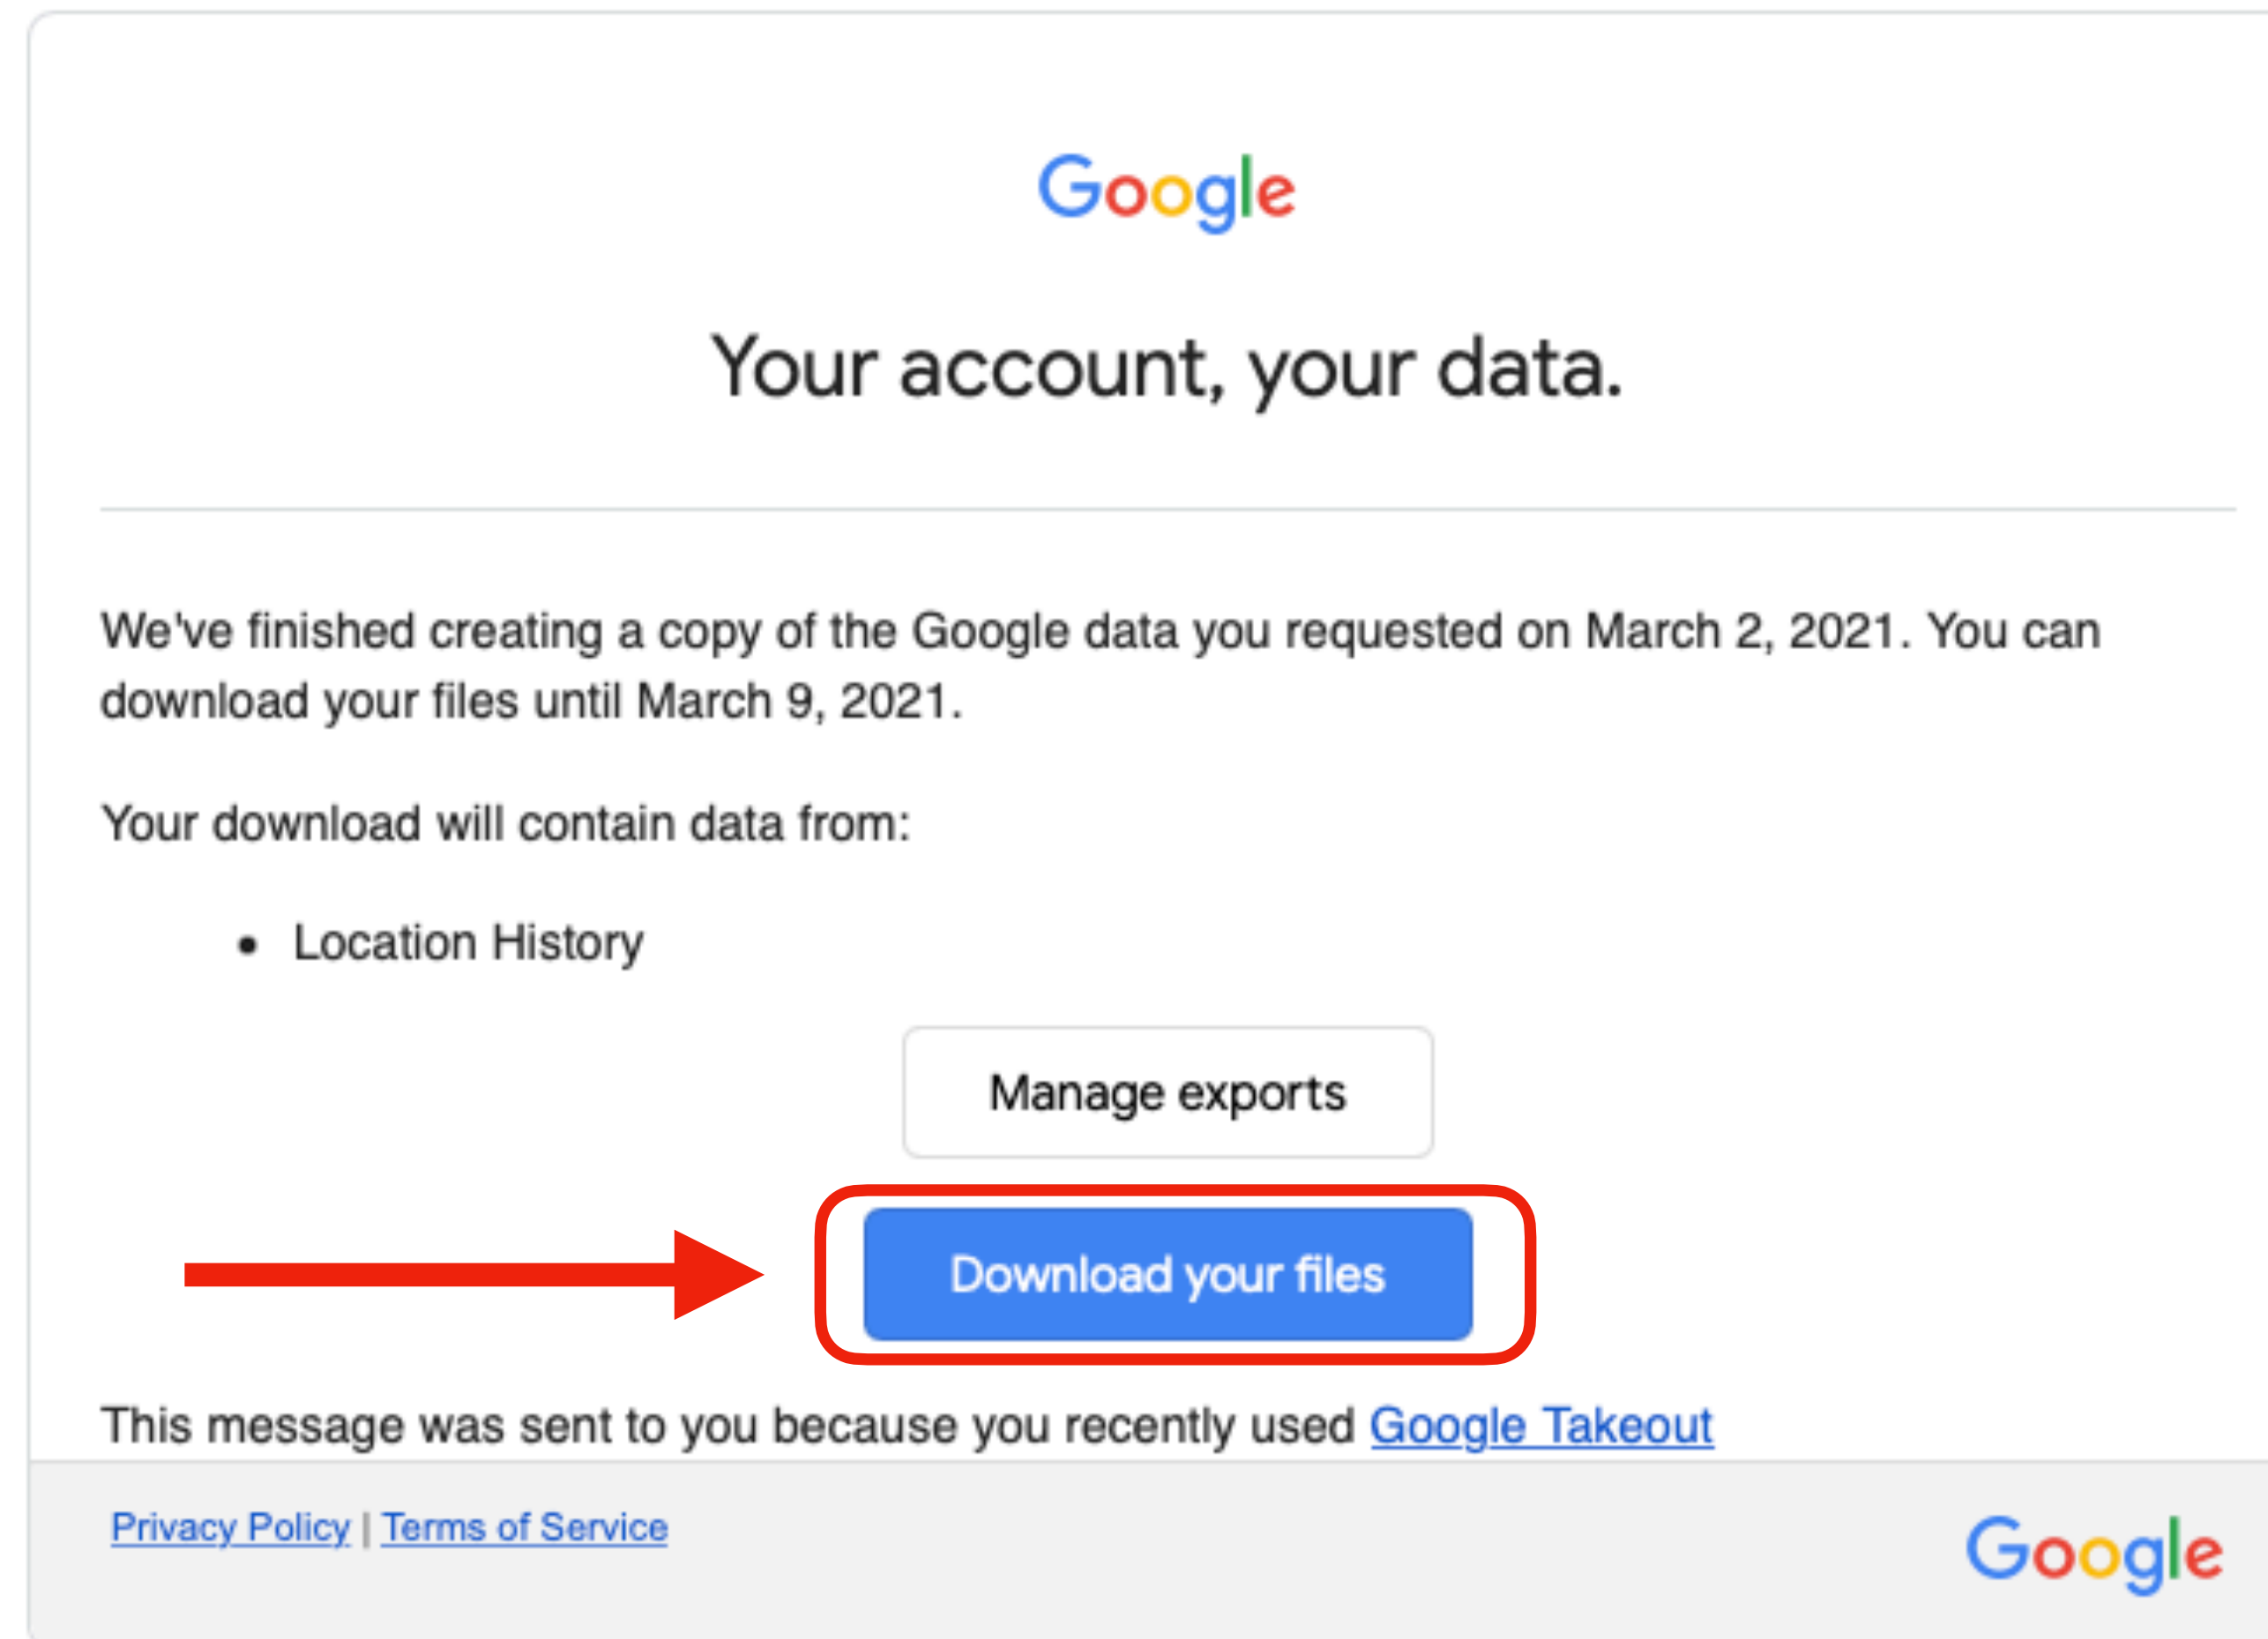 Google
Your account, your data.
We've finished creating a copy of the Google data you requested on March 2, 2021. You can
download your files until March 9, 2021.
Your download will contain data from:
• Location History
Manage exports
Download your files
This message was sent to you because you recently used Google Takeout
Privacy Policy | Terms of Service
Google